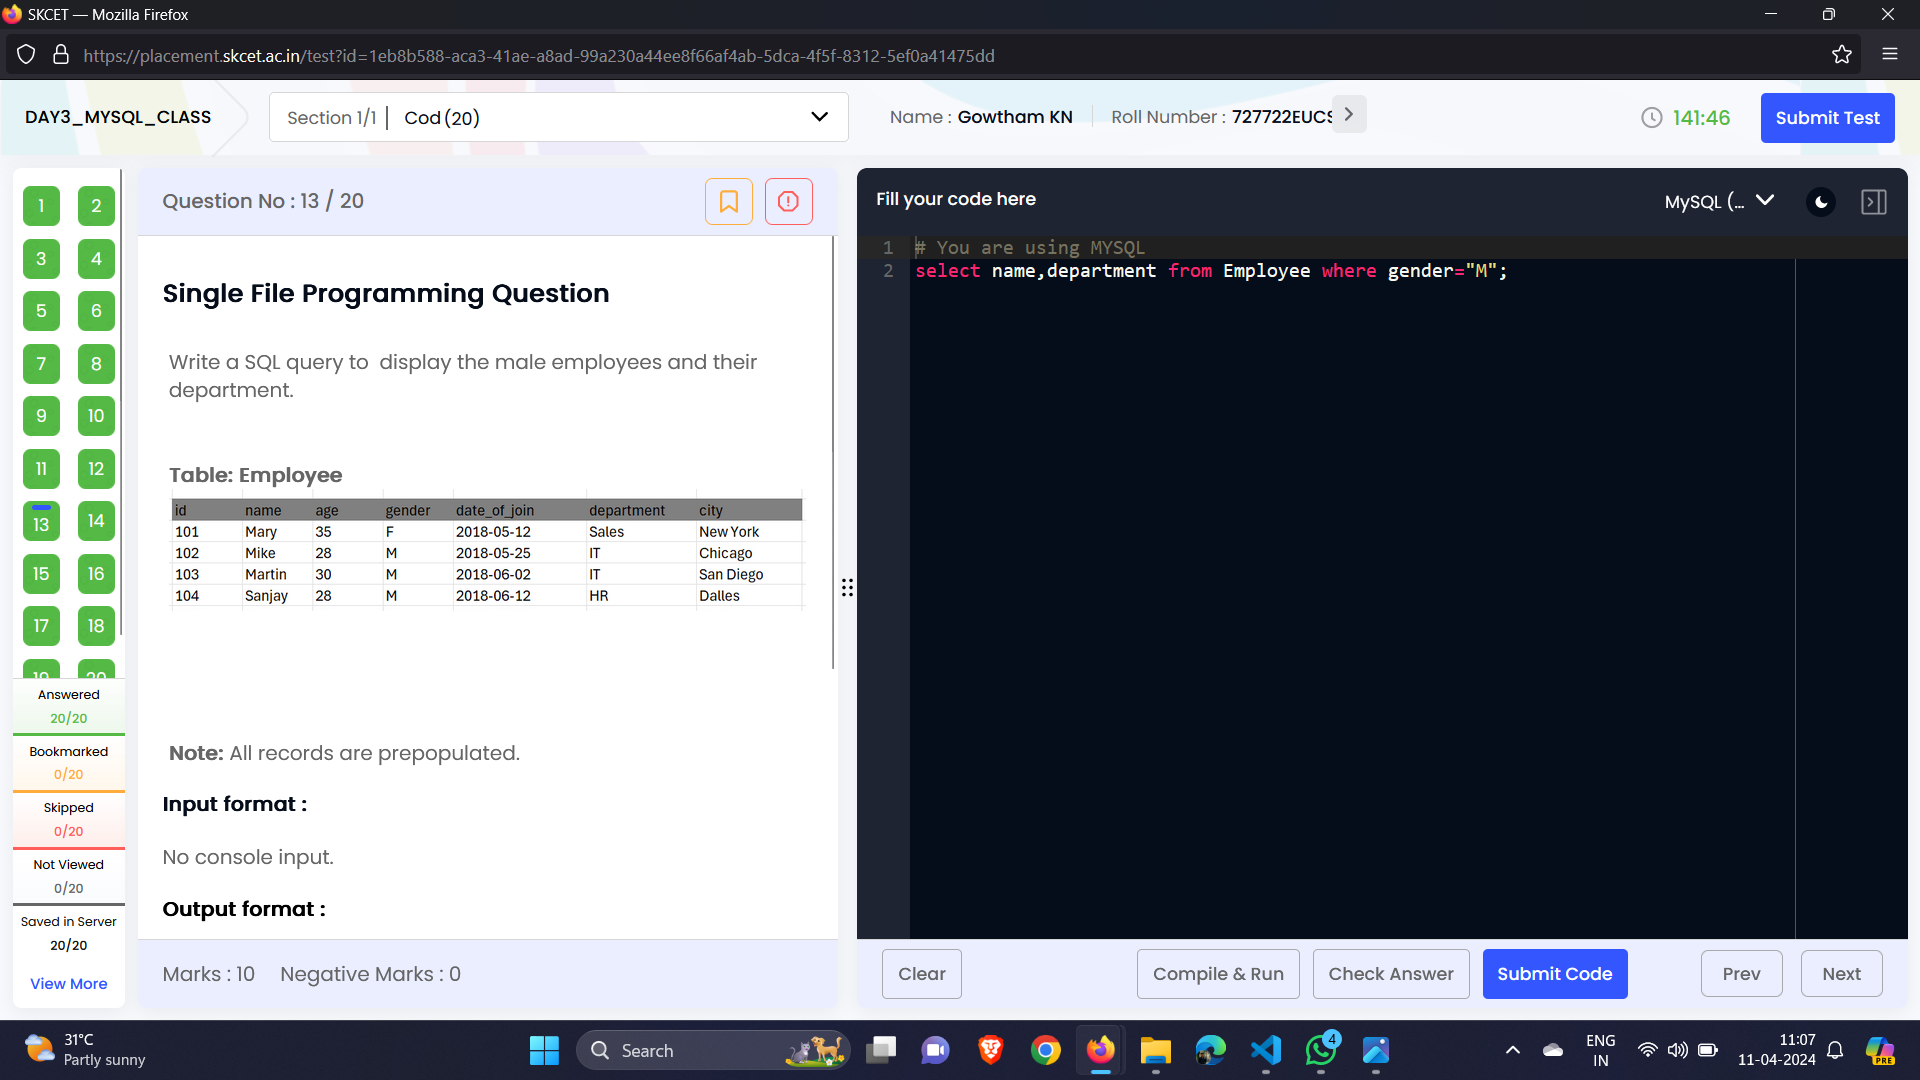 SKCET — Mozilla Firefox
https://placement.skcet.ac.in/test?id=1eb8b588-aca3-41ae-a8ad-99a230a44ee8f66af4ab-5dca-4f5f-8312-5ef0a41475dd
DAY3_MYSQL_CLASS
Section 1/1 | Cod (20)
Name : Gowtham KN
Roll Number : 727722EUCS
141:46
Submit Test
1 2
3 4
5 6
7 8
9 10
11 12
13 14
15 16
17 18
19 20
Answered
20/20
Bookmarked
0/20
Skipped
0/20
Not Viewed
0/20
Saved in Server
20/20
View More
Question No : 13 / 20
Single File Programming Question
Write a SQL query to  display the male employees and their
department.
Table: Employee
id name age gender date_of_join department city
101 Mary 35 F 2018-05-12 Sales New York
102 Mike 28 M 2018-05-25 IT Chicago
103 Martin 30 M 2018-06-02 IT San Diego
104 Sanjay 28 M 2018-06-12 HR Dalles
Note: All records are prepopulated.
Input format :
No console input.
Output format :
Marks : 10 Negative Marks : 0
Fill your code here
MySQL (...
1 # You are using MYSQL
2 select name,department from Employee where gender="M";
Clear
Compile & Run
Check Answer
Submit Code
Prev
Next
31°C
Partly sunny
Search
4
ENG
IN
11:07
11-04-2024
PRE